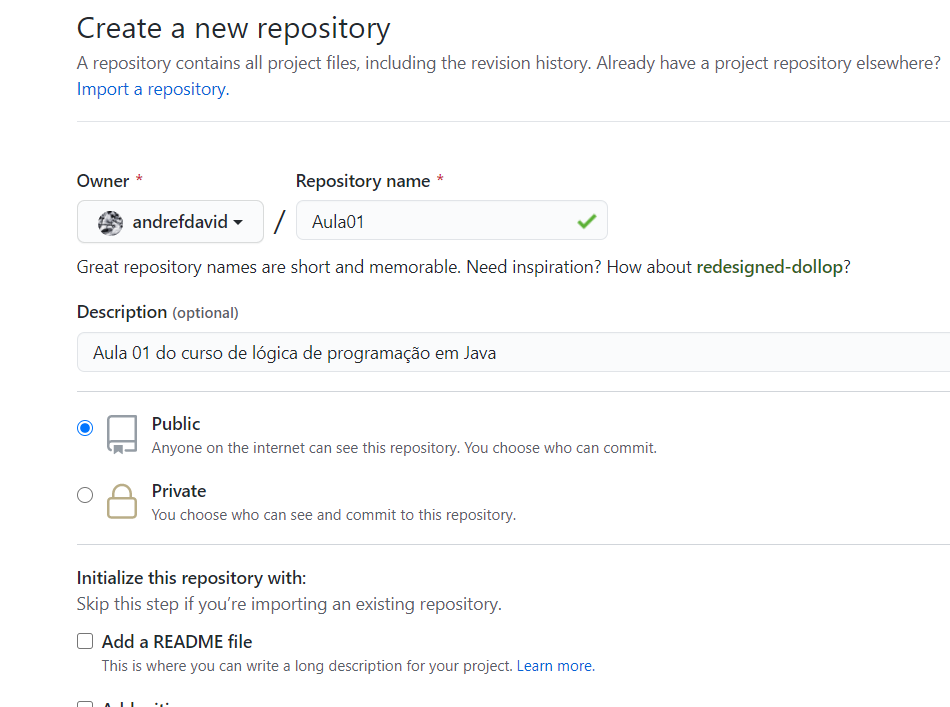 Create a new repository
A repository contains all project files, including the revision history. Already have a project repository elsewhere?
Import a repository.
Owner *
Repository name *
andrefdavid / Aula01
Great repository names are short and memorable. Need inspiration? How about redesigned-dollop?
Description (optional)
Aula 01 do curso de lógica de programação em Java
Public
Anyone on the internet can see this repository. You choose who can commit.
Private
You choose who can see and commit to this repository.
Initialize this repository with:
Skip this step if you’re importing an existing repository.
Add a README file
This is where you can write a long description for your project. Learn more.